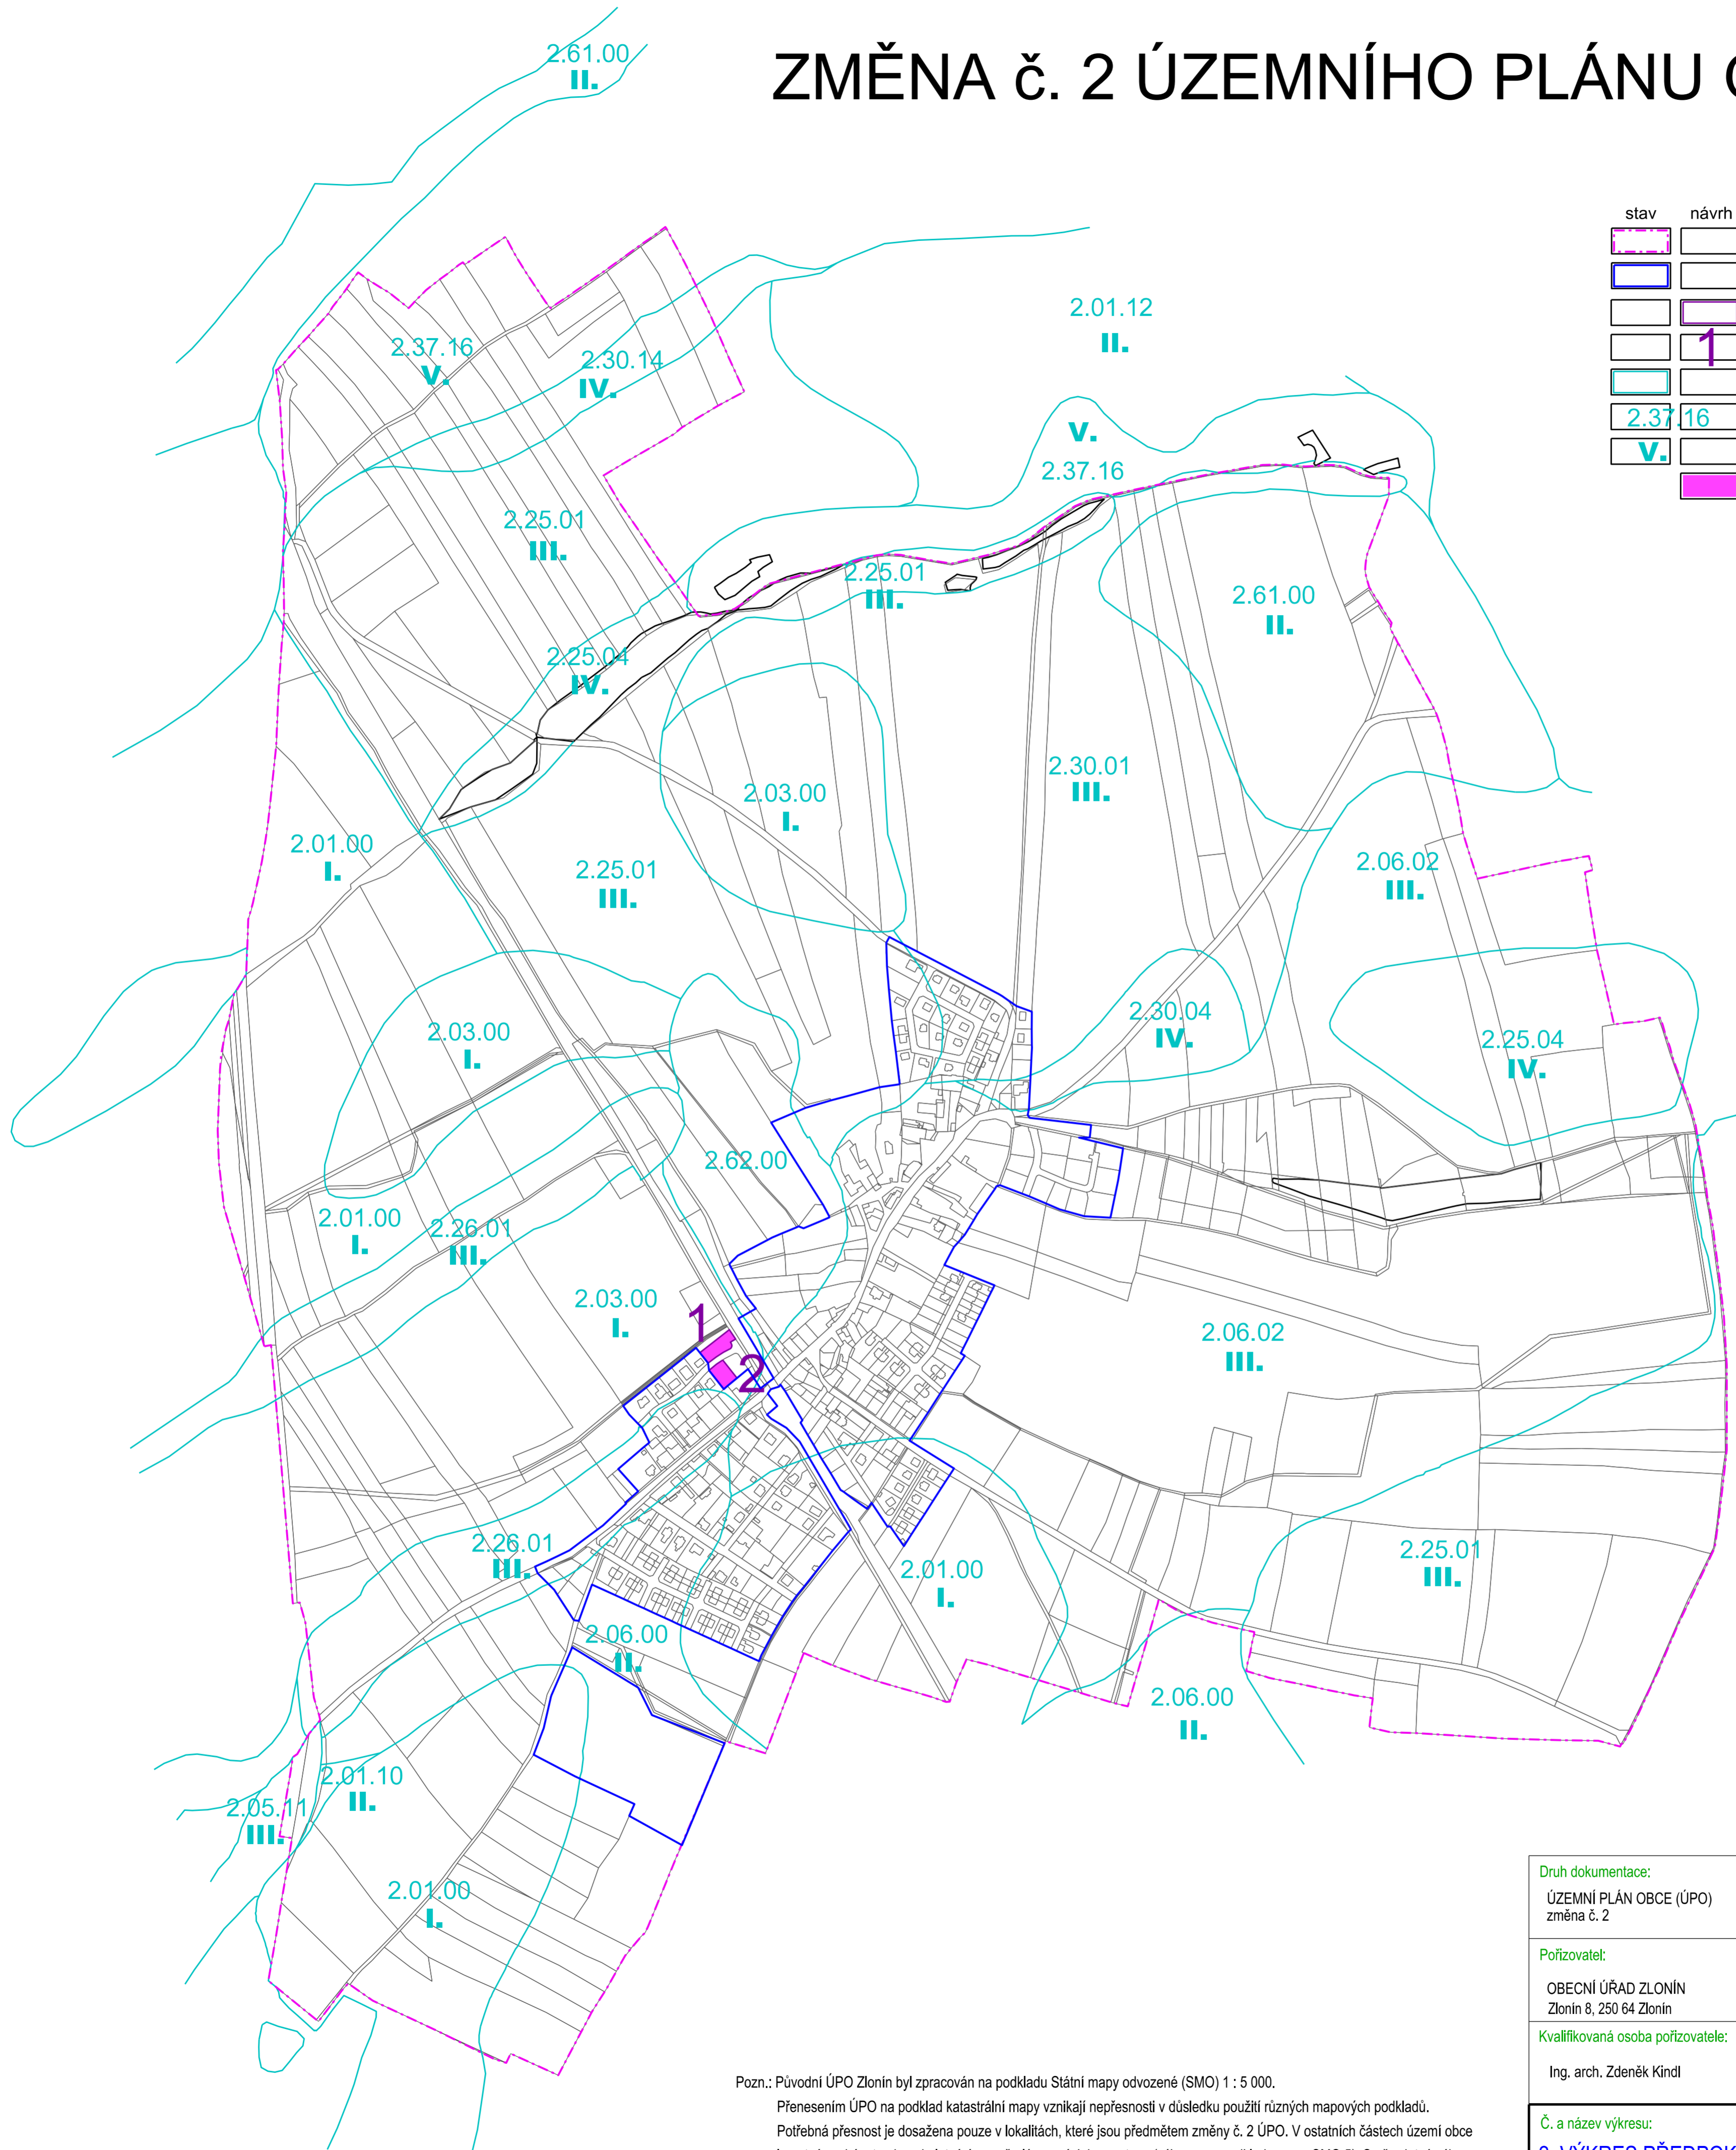 ZMĚNA č. 2 ÚZEMNÍHO PLÁNU
stav návrh
1
2.37.16
V.
2.61.00
II.
2.01.12
II.
2.37.16
V.
2.30.14
IV.
V.
2.37.16
2.25.01
III.
2.25.01
III.
2.61.00
II.
2.25.04
IV.
2.30.01
III.
2.03.00
I.
2.01.00
I.
2.25.01
III.
2.06.02
III.
2.03.00
I.
2.30.04
IV.
2.25.04
IV.
2.62.00
2.01.00
I.
2.26.01
III.
2.03.00
I.
1
2
2.06.02
III.
2.26.01
III.
2.01.00
I.
2.25.01
III.
2.06.00
II.
2.06.00
II.
2.01.10
II.
2.05.11
III.
2.01.00
I.
Druh dokumentace:
ÚZEMNÍ PLÁN OBCE (ÚPO)
změna č. 2
Pořizovatel:
OBECNÍ ÚŘAD ZLONÍN
Zlonín 8, 250 64 Zlonín
Kvalifikovaná osoba pořizovatele:
Ing. arch. Zdeněk Kindl
Č. a název výkresu:
Pozn.: Původní ÚPO Zlonín byl zpracován na podkladu Státní mapy odvozené (SMO) 1 : 5 000.
Přenesením ÚPO na podklad katastrální mapy vznikají nepřesnosti v důsledku použití různých mapových podkladů.
Potřebná přesnost je dosažena pouze v lokalitách, které jsou předmětem změny č. 2 ÚPO. V ostatních částech území obce